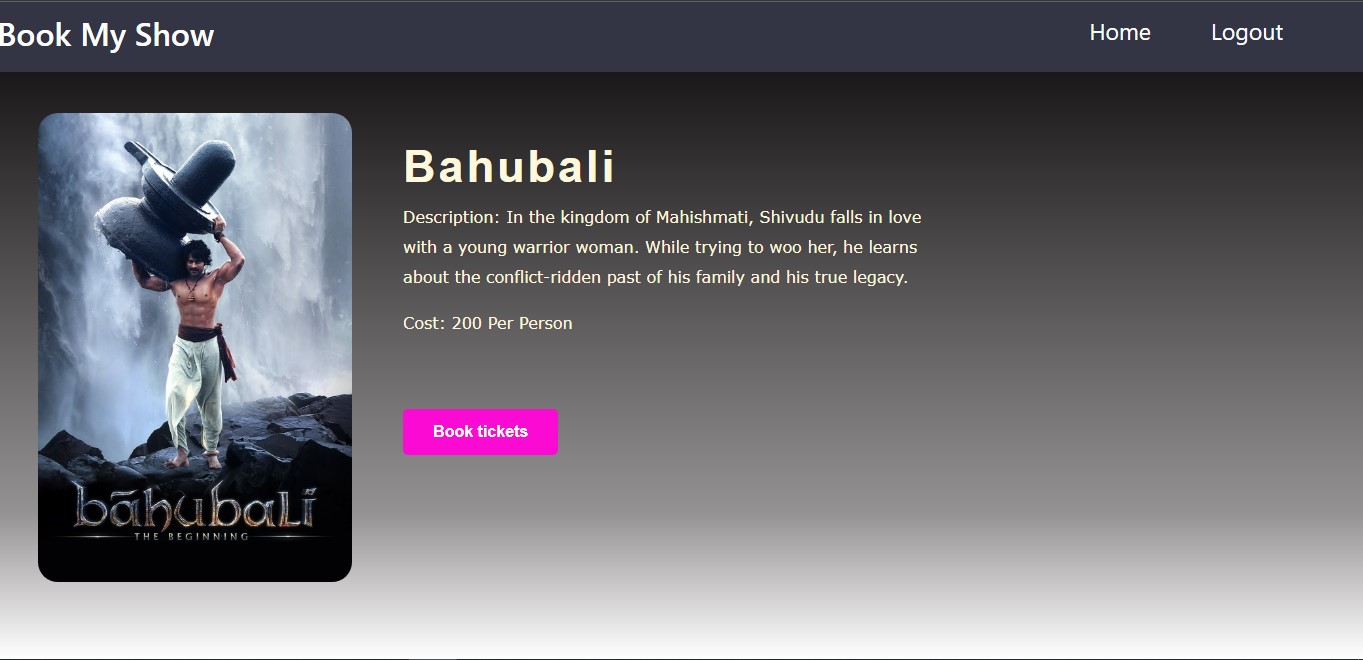 Book My Show
Home
Logout
Bahubali
Description: In the kingdom of Mahishmati, Shivudu falls in love
with a young warrior woman. While trying to woo her, he learns
about the conflict-ridden past of his family and his true legacy.
Cost: 200 Per Person
Book tickets
bāhubali
THE BEGINNING